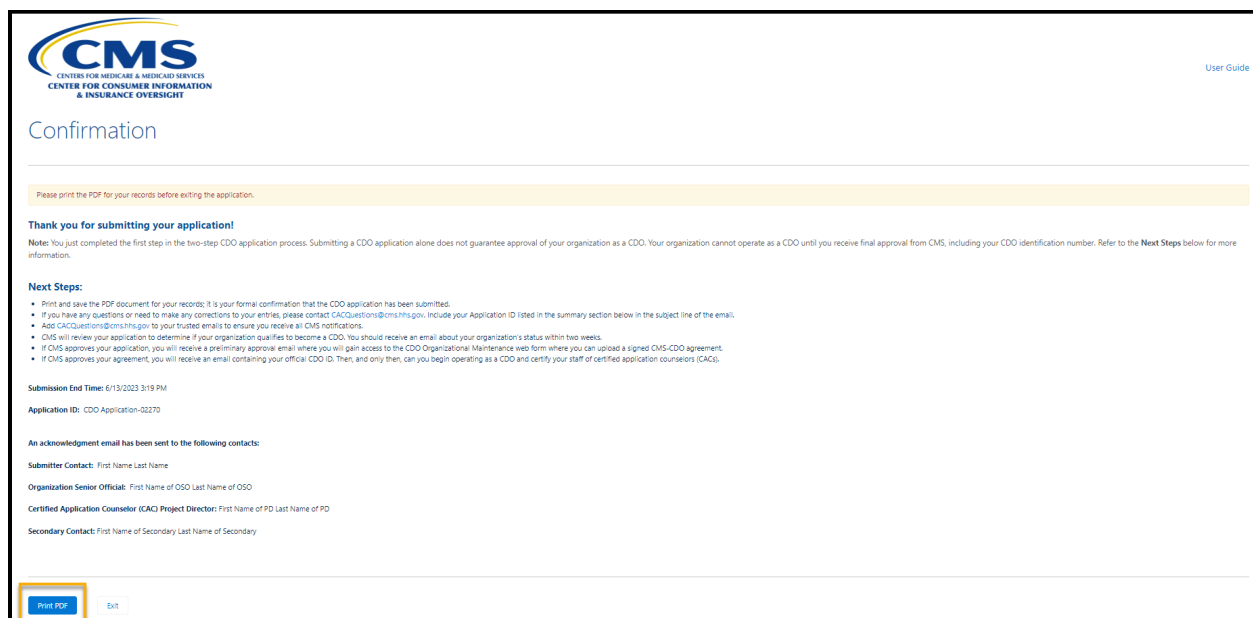 CMS
CENTERS FOR MEDICARE & MEDICAID SERVICES
CENTER FOR CONSUMER INFORMATION
& INSURANCE OVERSIGHT
User Guide
Confirmation
Please print the PDF for your records before exiting the application.
Thank you for submitting your application!
Note: You just completed the first step in the two-step CDO application process. Submitting a CDO application alone does not guarantee approval of your organization as a CDO. Your organization cannot operate as a CDO until you receive final approval from CMS, including your CDO identification number. Refer to the Next Steps below for more
information.
Next Steps:
• Print and save the PDF document for your records; it is your formal confirmation that the CDO application has been submitted.
• If you have any questions or need to make any corrections to your entries, please contact CACQuestions@cms.hhs.gov. Include your Application ID listed in the summary section below in the subject line of the email.
• Add CACQuestions@cms.hhs.gov to your trusted emails to ensure you receive all CMS notifications.
• CMS will review your application to determine if your organization qualifies to become a CDO. You should receive an email about your organization's status within two weeks.
• If CMS approves your application, you will receive a preliminary approval email where you will gain access to the CDO Organizational Maintenance web form where you can upload a signed CMS-CDO agreement.
• If CMS approves your agreement, you will receive an email containing your official CDO ID. Then, and only then, can you begin operating as a CDO and certify your staff of certified application counselors (CACs).
Submission End Time: 6/13/2023 3:19 PM
Application ID: CDO Application-02270
An acknowledgment email has been sent to the following contacts:
Submitter Contact: First Name Last Name
Organization Senior Official: First Name of OSO Last Name of OSO
Certified Application Counselor (CAC) Project Director: First Name of PD Last Name of PD
Secondary Contact: First Name of Secondary Last Name of Secondary
Print PDF
Exit